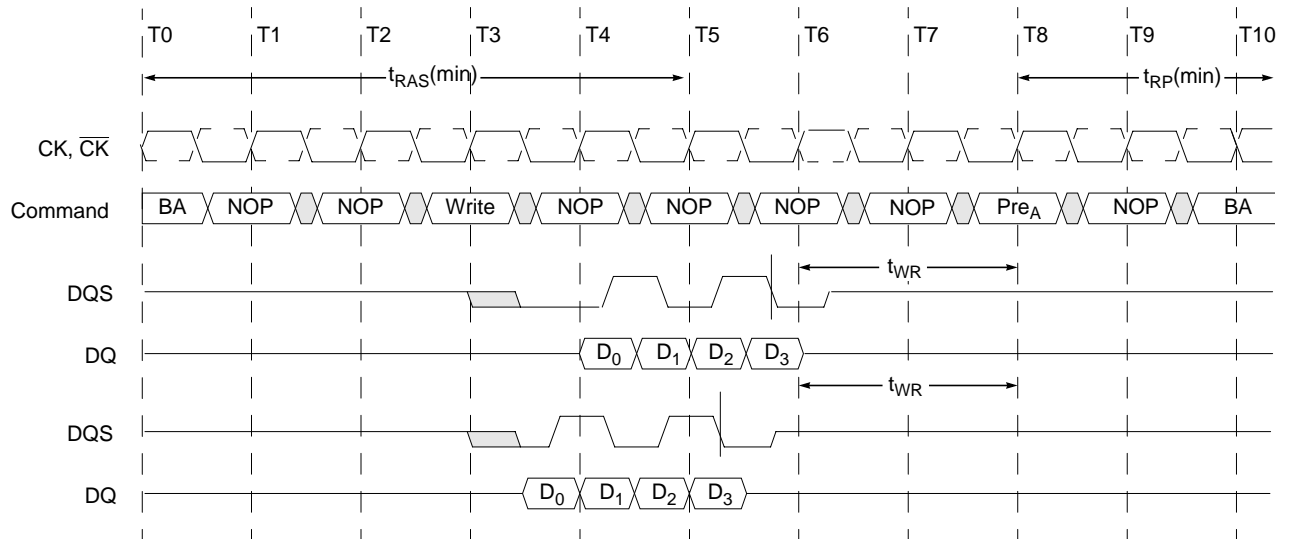 T0 T1 T2 T3 T4 T5 T6 T7 T8 T9 T10
tRAS(min) tRP(min)
CK, C̅K̅
Command BA NOP NOP Write NOP NOP NOP NOP PreA NOP BA
tWR
DQS
DQ D0 D1 D2 D3
tWR
DQS
DQ D0 D1 D2 D3